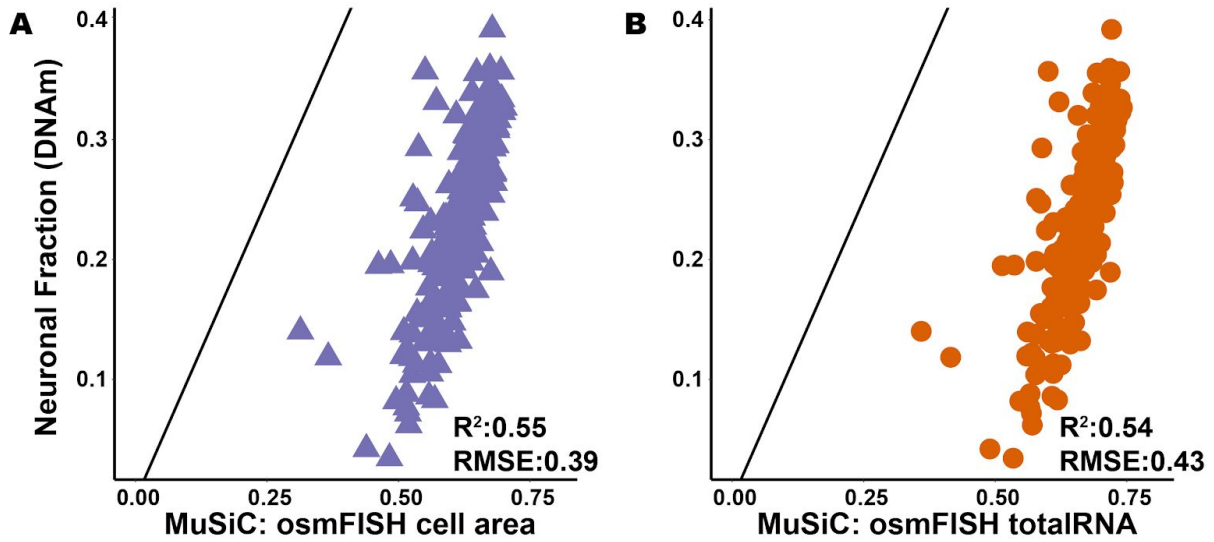 A
Neuronal Fraction (DNAm)
0.4
0.3
0.2
0.1
R²:0.55
RMSE:0.39
0.00 0.25 0.50 0.75
MuSiC: osmFISH cell area
B
0.4
0.3
0.2
0.1
R²:0.54
RMSE:0.43
0.00 0.25 0.50 0.75
MuSiC: osmFISH totalRNA